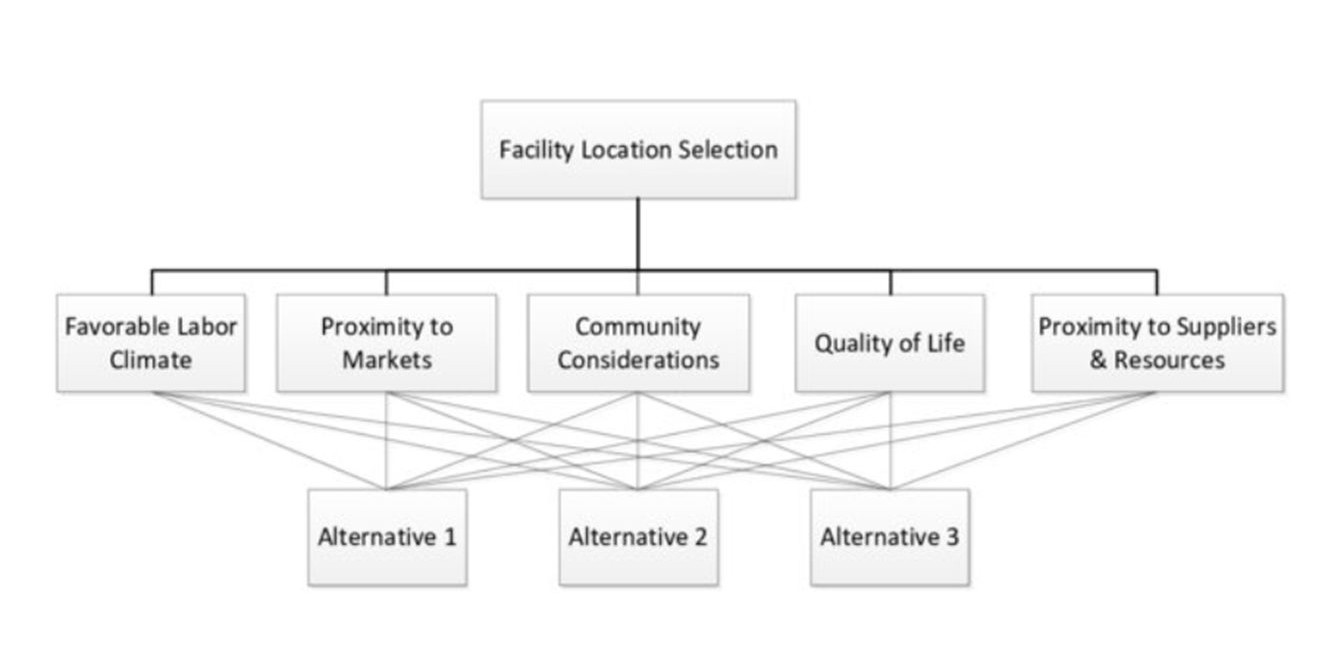 Facility Location Selection
Favorable Labor
Climate
Proximity to
Markets
Community
Considerations
Quality of Life
Proximity to Suppliers
& Resources
Alternative 1
Alternative 2
Alternative 3